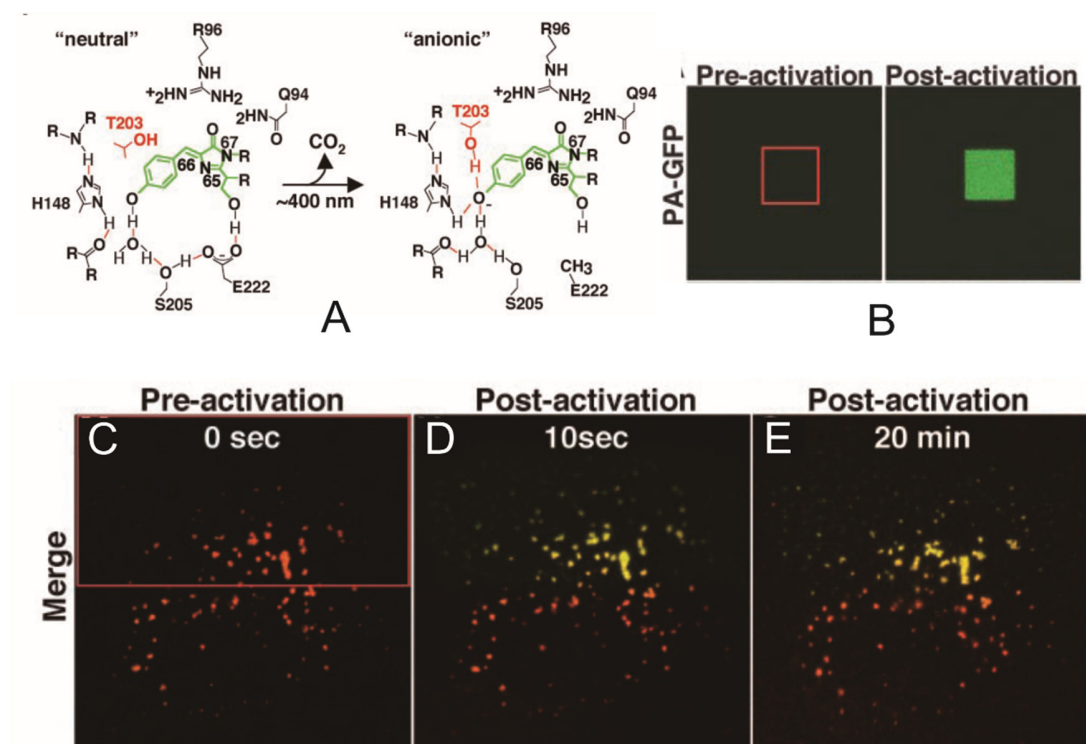 "neutral"
R96
NH
+2HN
NH2
Q94
2HN
O
R
R
N
H
T203
OH
O
67
N
R
66
N
65
R
N
N
H148
H
O
H
O
H
O
R
R
H
O
H
H
O
H
O
-
O
S205
E222
CO2
~400 nm
"anionic"
R96
NH
+2HN
NH2
Q94
2HN
O
R
R
N
H
T203
O
H
O
67
N
R
66
N
65
R
N
N
H148
H
O-
O
H
H
O
R
R
H
O
H
H
O
S205
CH3
E222
A
Pre-activation
Post-activation
PA-GFP
B
Pre-activation
Post-activation
Post-activation
C
0 sec
D
10sec
E
20 min
Merge